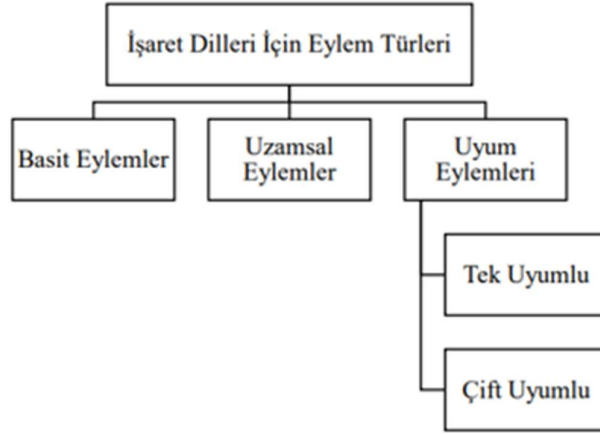 İşaret Dilleri İçin Eylem Türleri
Basit Eylemler
Uzamsal
Eylemler
Uyum
Eylemleri
Tek Uyumlu
Çift Uyumlu